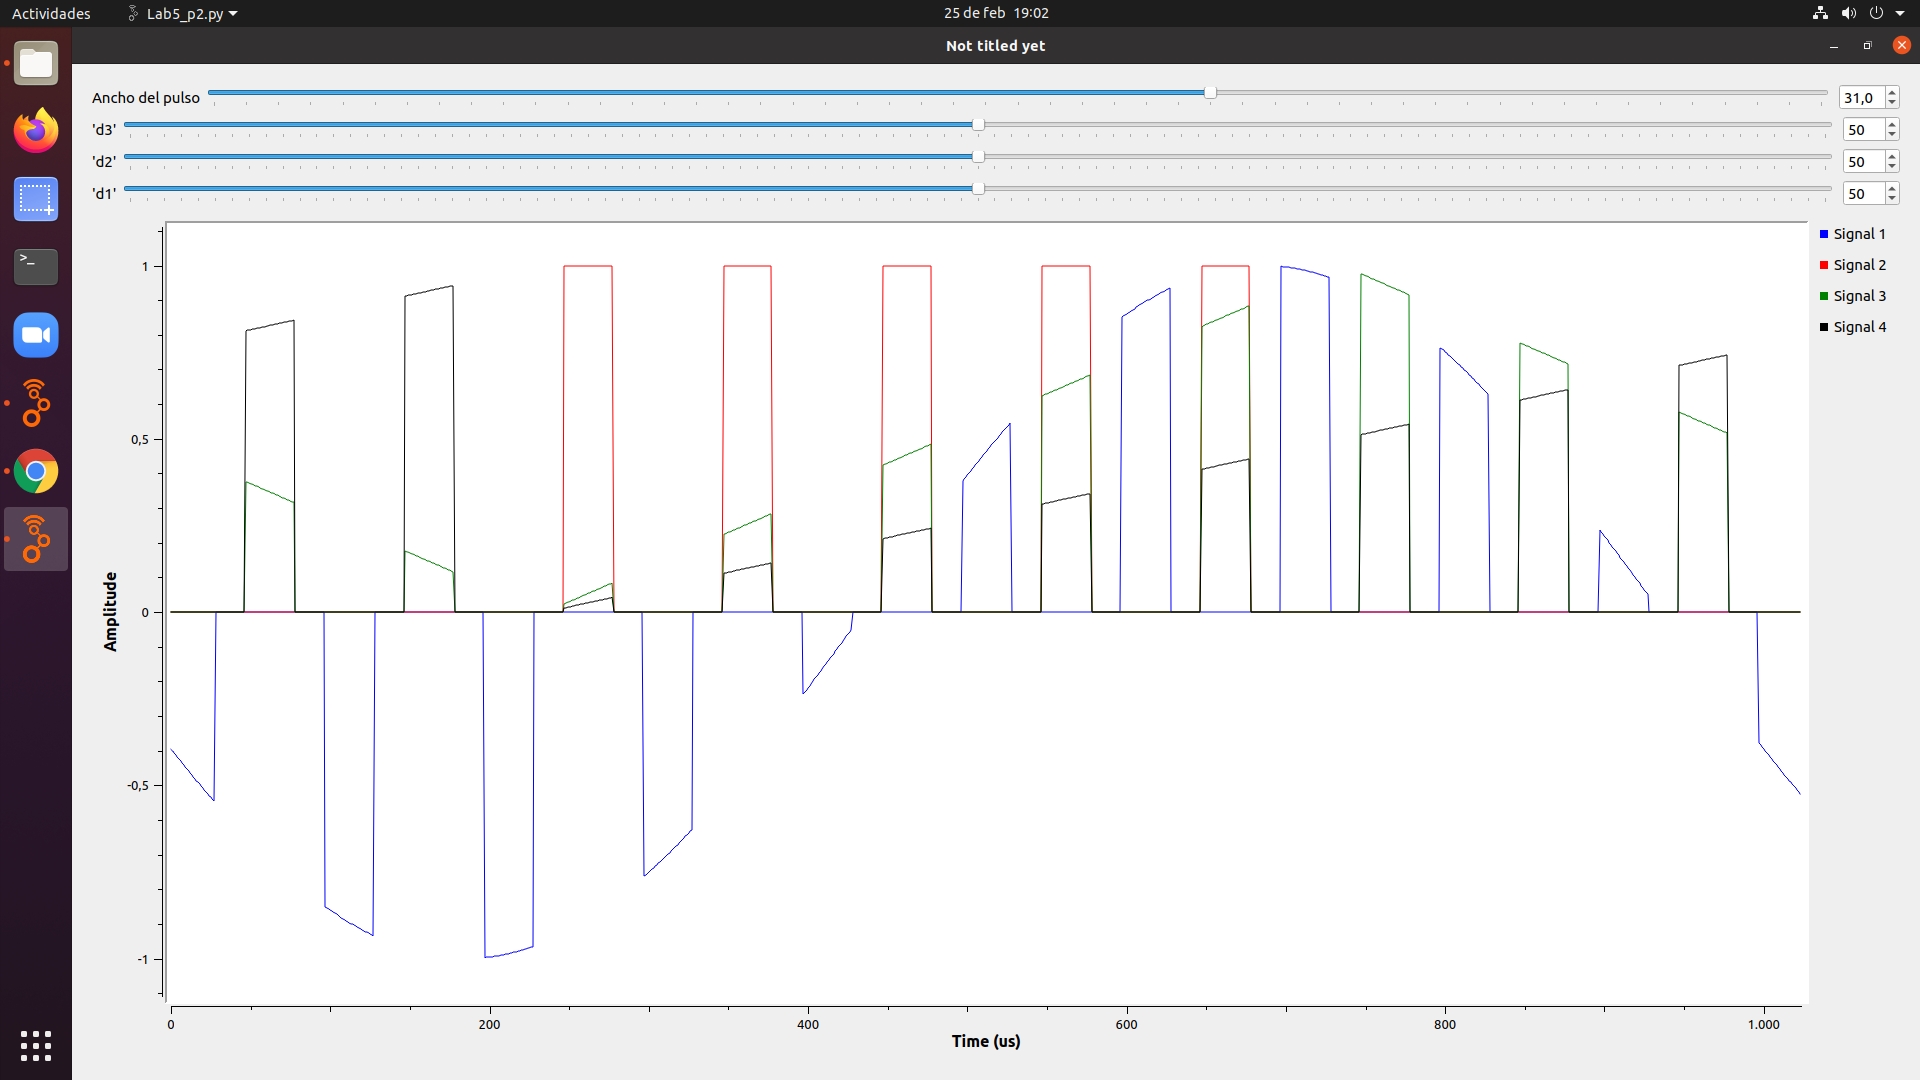 Actividades Lab5_p2.py 25 de feb 19:02
Not titled yet
Ancho del pulso 31,0
'd3' 50
'd2' 50
'd1' 50
Signal 1
Signal 2
Signal 3
Signal 4
1
0,5
0
-0,5
-1
Amplitude
0 200 400 600 800 1.000
Time (us)
>_